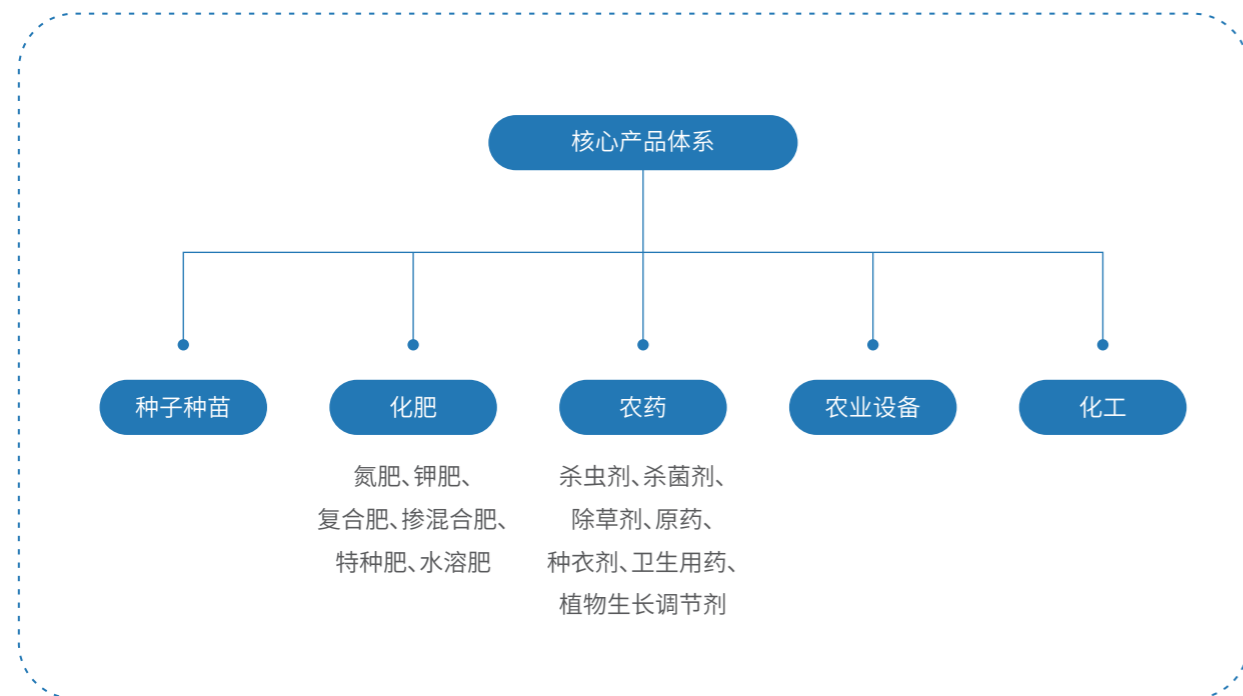 核心产品体系
种子种苗
化肥
农药
农业设备
化工
氮肥、钾肥、
复合肥、掺混合肥、
特种肥、水溶肥
杀虫剂、杀菌剂、
除草剂、原药、
种衣剂、卫生用药、
植物生长调节剂